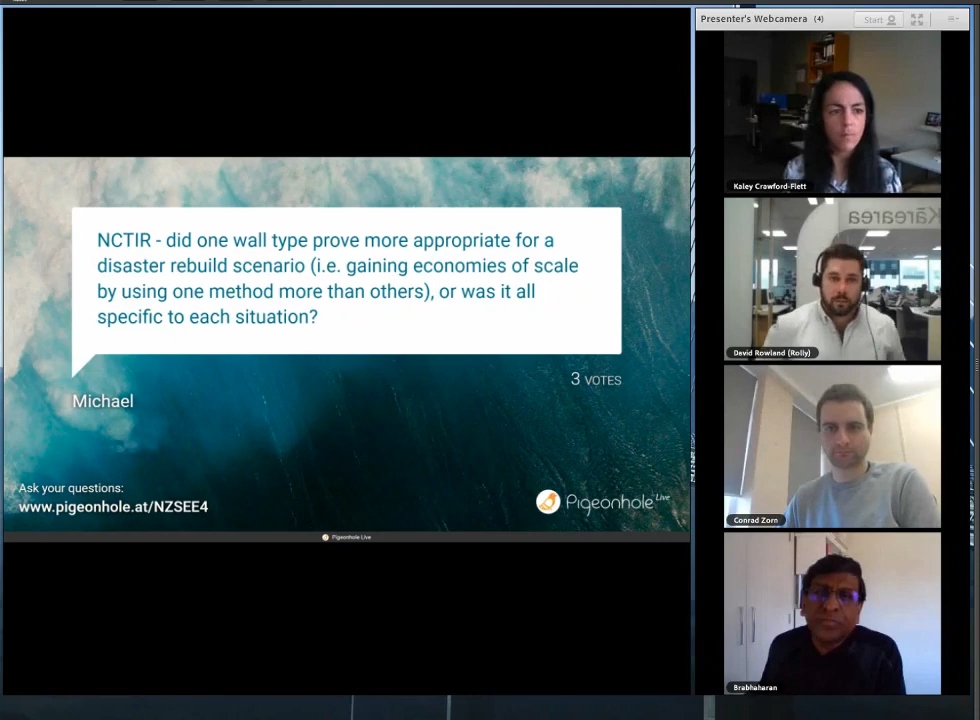 Presenter's Webcamera (4)
Start
NCTIR - did one wall type prove more appropriate for a
disaster rebuild scenario (i.e. gaining economies of scale
by using one method more than others), or was it all
specific to each situation?
3 VOTES
Michael
Ask your questions:
www.pigeonhole.at/NZSEE4
Pigeonhole Live
Pigeonhole Live
Kaley Crawford-Flett
Kārearea
David Rowland (Rolly)
Conrad Zorn
Brabhaharan